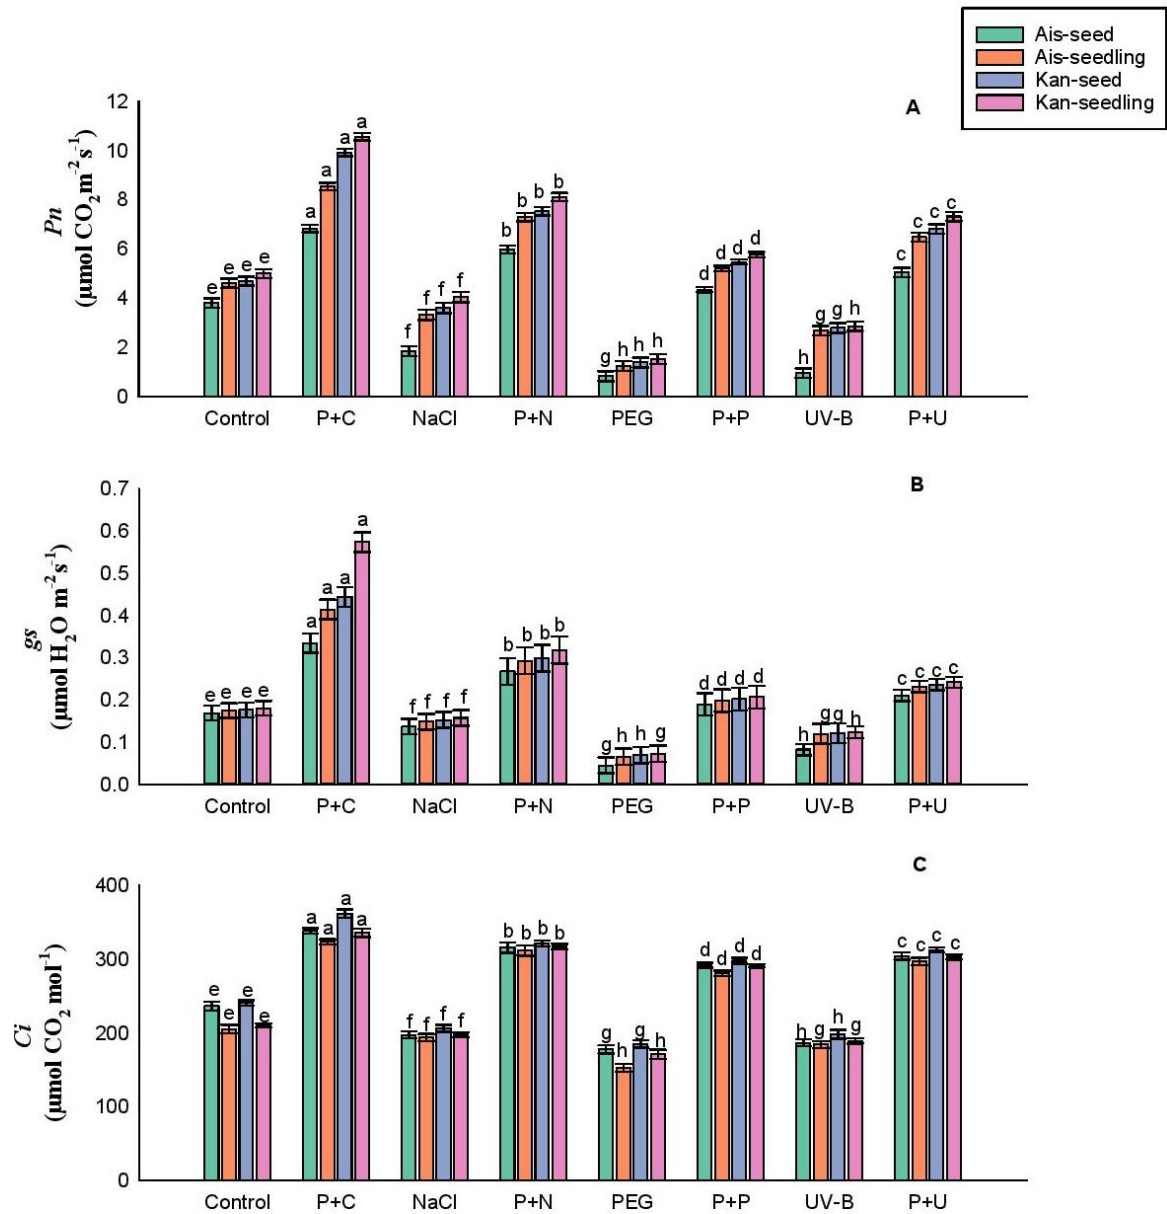 Ais-seed
Ais-seedling
Kan-seed
Kan-seedling
A
Pn
(µmol CO₂m⁻²s⁻¹)
12
10
8
6
4
2
0
e e e e
a a a a
f f f f
b b b b
g h h h
d d d d
h g g h
c c c c
Control P+C NaCl P+N PEG P+P UV-B P+U
B
gs
(µmol H₂O m⁻²s⁻¹)
0.7
0.6
0.5
0.4
0.3
0.2
0.1
0.0
e e e e
a a a a
f f f f
b b b b
g h h g
d d d d
h g g h
c c c c
Control P+C NaCl P+N PEG P+P UV-B P+U
C
Ci
(µmol CO₂ mol⁻¹)
400
300
200
100
0
e e e e
a a a a
f f f f
b b b b
g h g h
d d d d
h g h g
c c c c
Control P+C NaCl P+N PEG P+P UV-B P+U